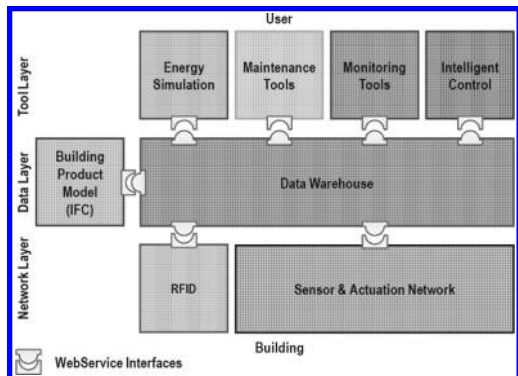 User
Tool Layer
Energy
Simulation
Maintenance
Tools
Monitoring
Tools
Intelligent
Control
Data Layer
Building
Product
Model
(IFC)
Data Warehouse
Network Layer
RFID
Sensor & Actuation Network
Building
WebService Interfaces